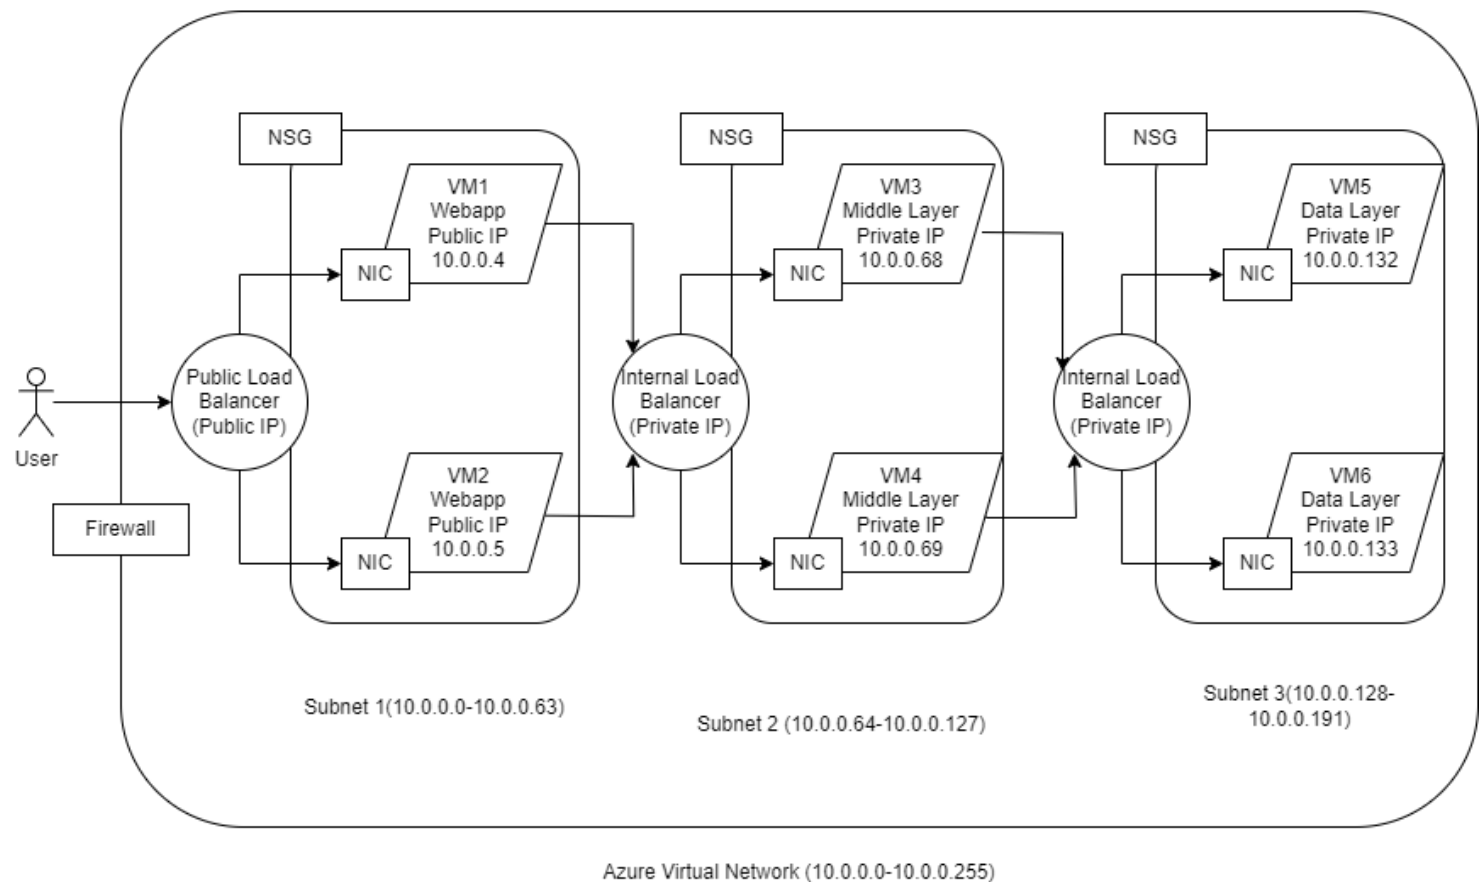 NSG
NSG
NSG
VM1
Webapp
Public IP
10.0.0.4
NIC
VM3
Middle Layer
Private IP
10.0.0.68
NIC
VM5
Data Layer
Private IP
10.0.0.132
NIC
User
Public Load
Balancer
(Public IP)
Internal Load
Balancer
(Private IP)
Internal Load
Balancer
(Private IP)
Firewall
VM2
Webapp
Public IP
10.0.0.5
NIC
VM4
Middle Layer
Private IP
10.0.0.69
NIC
VM6
Data Layer
Private IP
10.0.0.133
NIC
Subnet 1(10.0.0.0-10.0.0.63)
Subnet 2 (10.0.0.64-10.0.0.127)
Subnet 3(10.0.0.128-
10.0.0.191)
Azure Virtual Network (10.0.0.0-10.0.0.255)